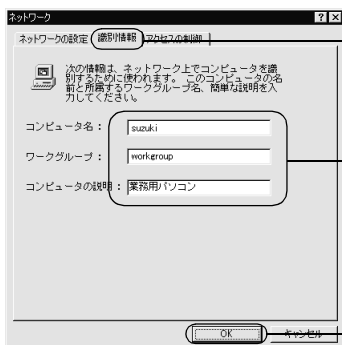 ネットワーク
ネットワークの設定 識別情報 アクセスの制御
次の情報は、ネットワーク上でコンピュータを識
別するために使われます。このコンピュータの名
前と所属するワークグループ名、簡単な説明を入
力してください。
コンピュータ名： suzuki
ワークグループ： workgroup
コンピュータの説明： 業務用パソコン
OK キャンセル